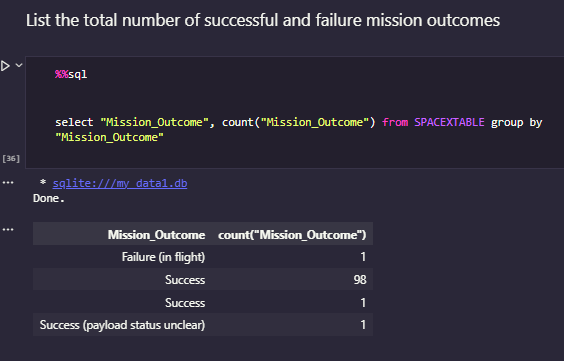 List the total number of successful and failure mission outcomes
%%sql
select "Mission_Outcome", count("Mission_Outcome") from SPACEXTABLE group by
"Mission_Outcome"
[36]
... * sqlite:///my_data1.db
Done.
...
Mission_Outcome count("Mission_Outcome")
Failure (in flight) 1
Success 98
Success 1
Success (payload status unclear) 1